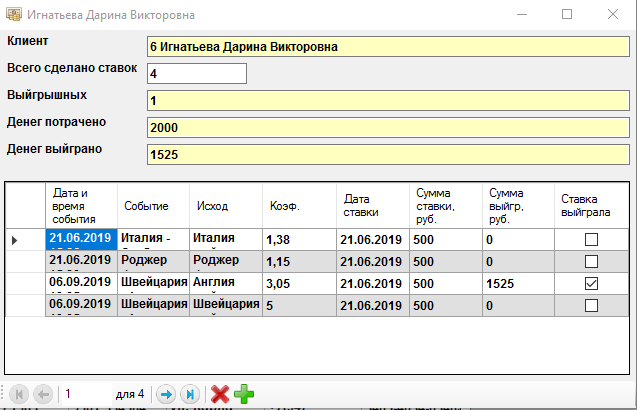 Игнатьева Дарина Викторовна
Клиент
6 Игнатьева Дарина Викторовна
Всего сделано ставок
4
Выйгрышных
1
Денег потрачено
2000
Денег выйграно
1525
Дата и время события Событие Исход Коэф. Дата ставки Сумма ставки, руб. Сумма выйгр, руб. Ставка выйграла
21.06.2019 Италия - Италия 1,38 21.06.2019 500 0
21.06.2019 Роджер Роджер 1,15 21.06.2019 500 0
06.09.2019 Швейцария Англия 3,05 21.06.2019 500 1525
06.09.2019 Швейцария Швейцария 5 21.06.2019 500 0
1 для 4